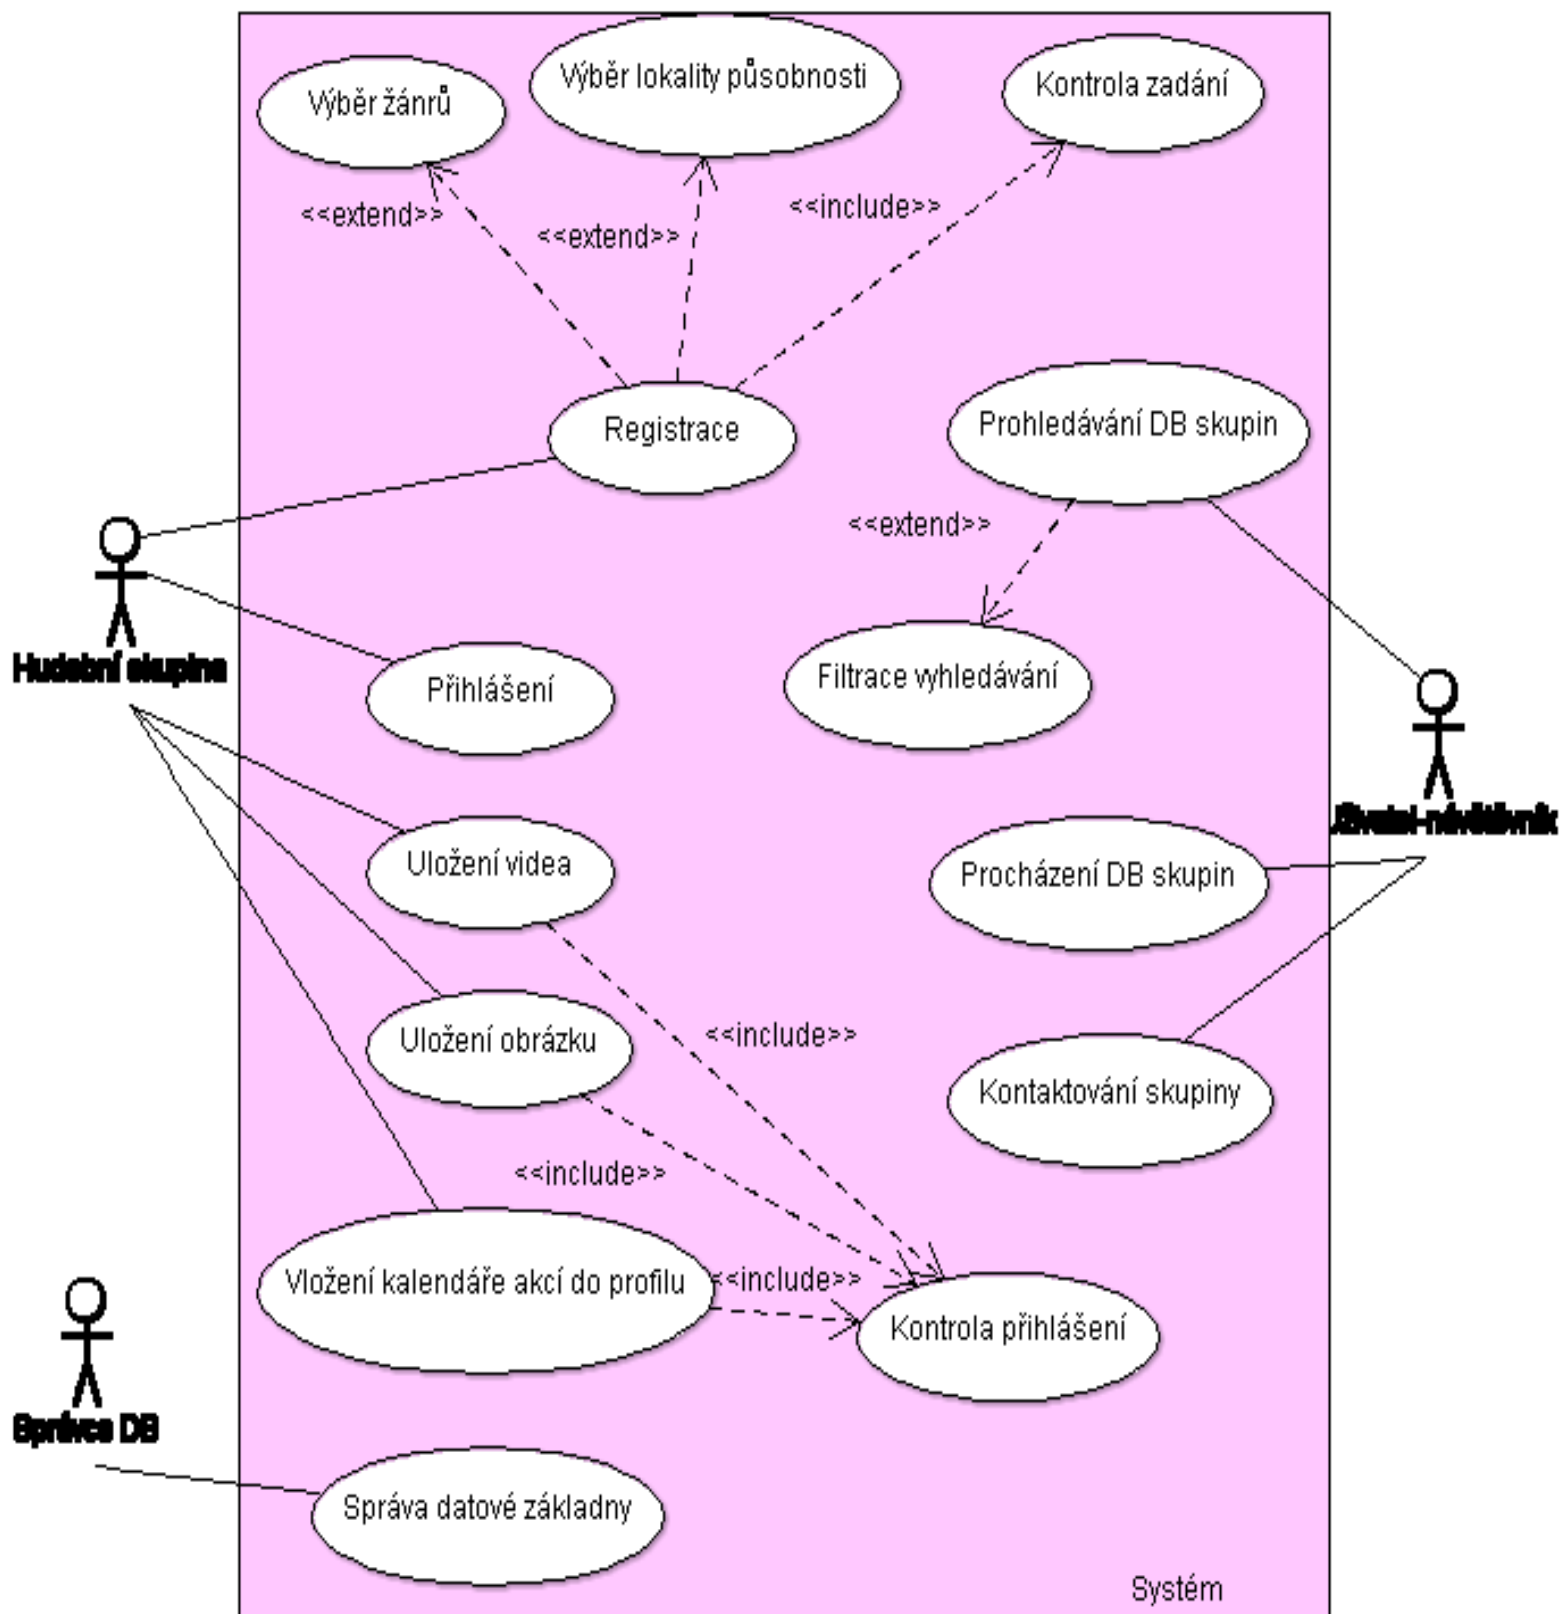 Výběr žánrů
Výběr lokality působnosti
Kontrola zadání
<<extend>>
<<extend>>
<<include>>
Registrace
Prohledávání DB skupin
<<extend>>
Hudební skupina
Přihlášení
Filtrace vyhledávání
Uživatel-návštěvník
Uložení videa
Procházení DB skupin
Uložení obrázku
<<include>>
Kontaktování skupiny
<<include>>
Vložení kalendáře akcí do profilu
<<include>>
Kontrola přihlášení
Správce DB
Správa datové základny
Systém